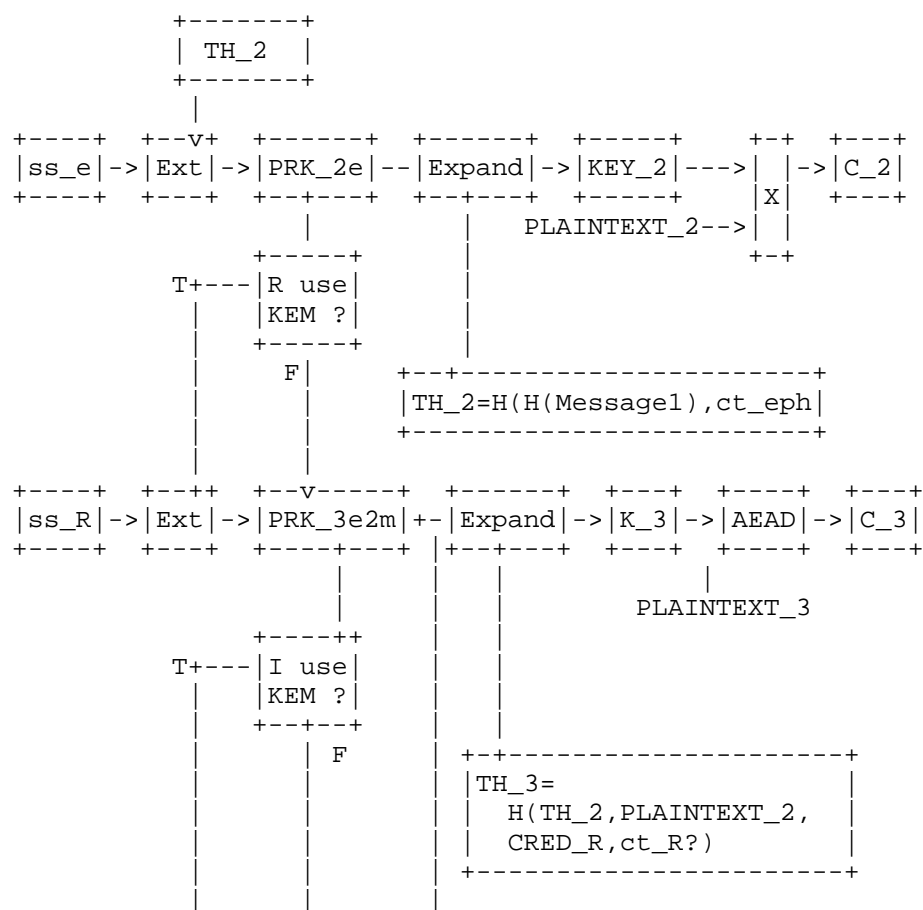 TH_2
ss_e Ext PRK_2e Expand KEY_2 C_2
X
PLAINTEXT_2
T R use
KEM ?
F
TH_2=H(H(Message1),ct_eph
ss_R Ext PRK_3e2m Expand K_3 AEAD C_3
PLAINTEXT_3
T I use
KEM ?
F
TH_3=
H(TH_2,PLAINTEXT_2,
CRED_R,ct_R?)